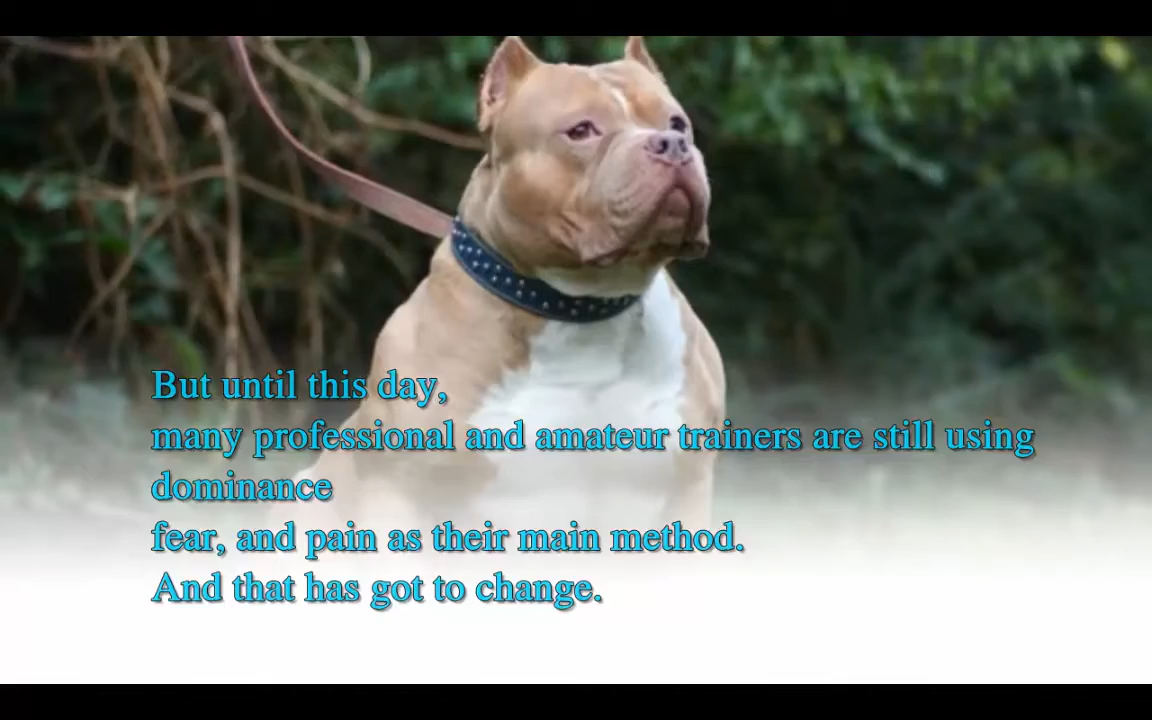 But until this day,
many professional and amateur trainers are still using
dominance
fear, and pain as their main method.
And that has got to change.